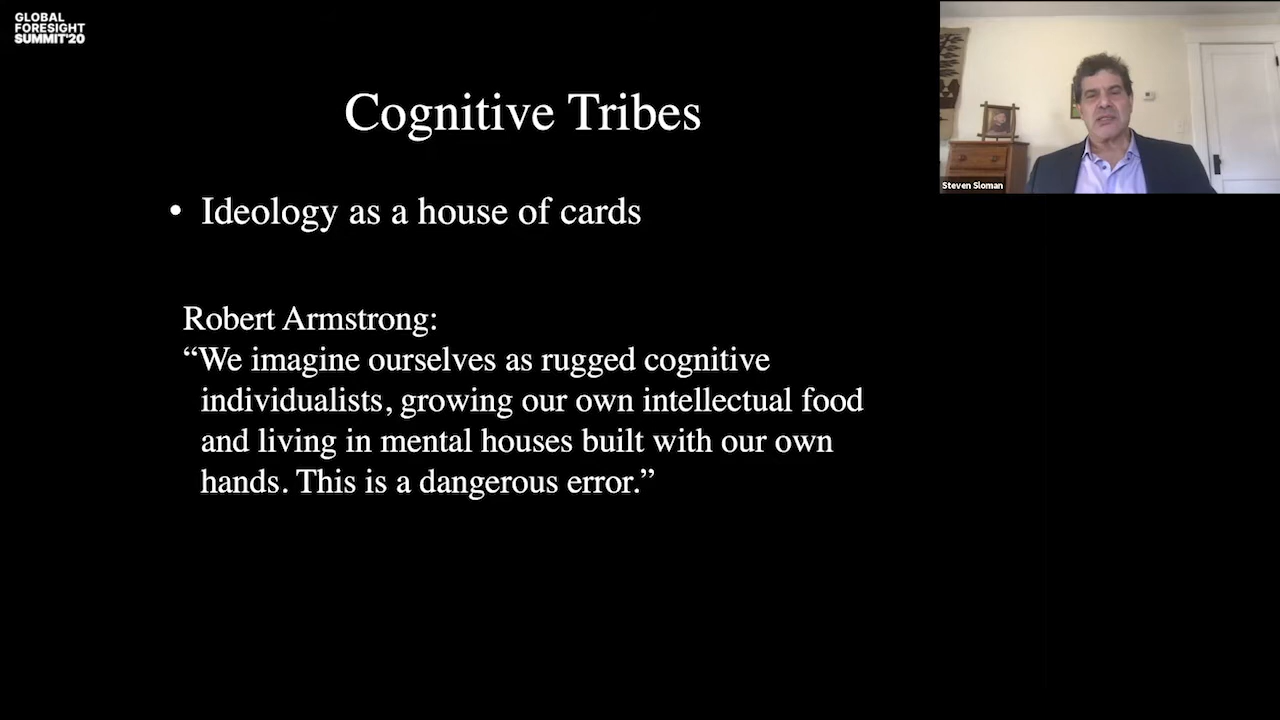 GLOBAL
FORESIGHT
SUMMIT'20
Steven Sloman
Cognitive Tribes
• Ideology as a house of cards
Robert Armstrong:
“We imagine ourselves as rugged cognitive
individualists, growing our own intellectual food
and living in mental houses built with our own
hands. This is a dangerous error.”